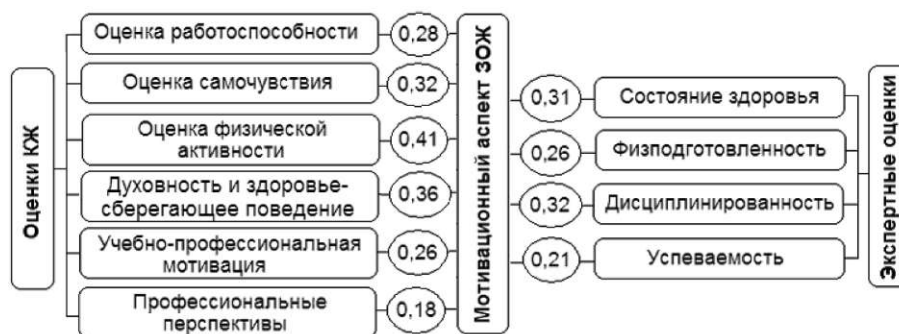 Оценки КЖ
Оценка работоспособности
0,28
Оценка самочувствия
0,32
Оценка физической
активности
0,41
Духовность и здоровье-
сберегающее поведение
0,36
Учебно-профессиональная
мотивация
0,26
Профессиональные
перспективы
0,18
Мотивационный аспект ЗОЖ
0,31
Состояние здоровья
0,26
Физподготовленность
0,32
Дисциплинированность
0,21
Успеваемость
Экспертные оценки